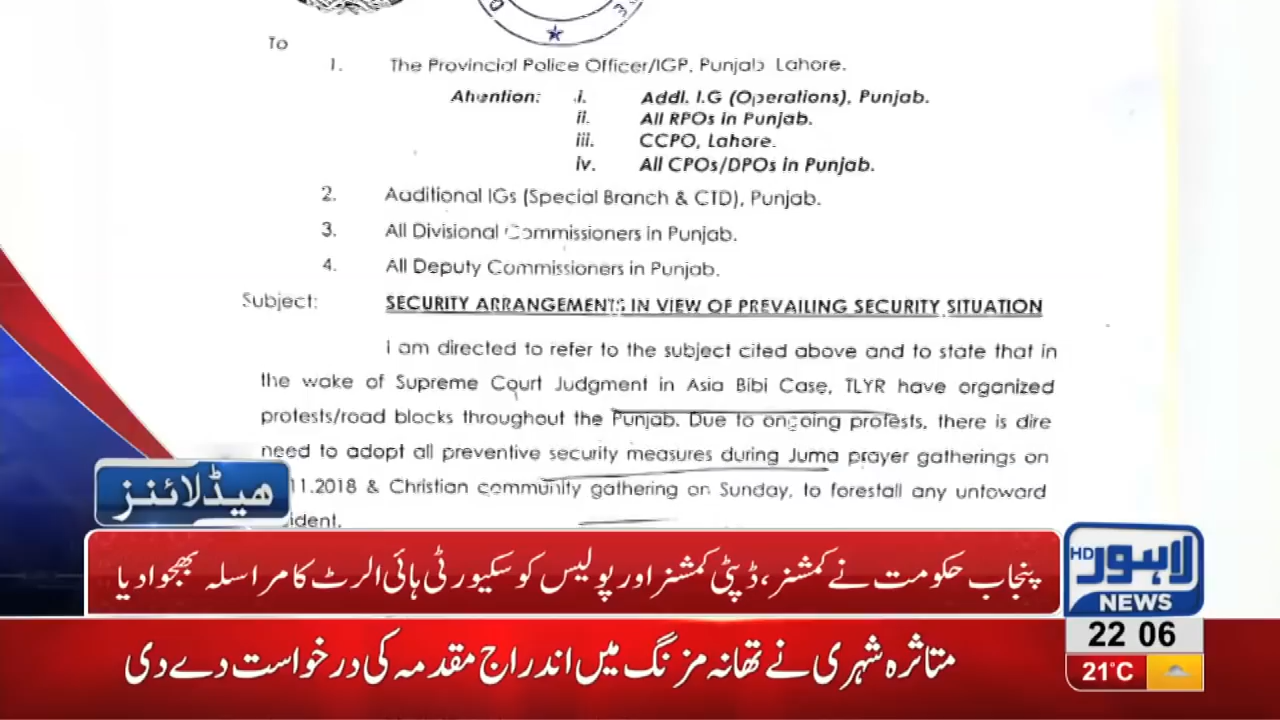 To
1. The Provincial Police Officer/IGP, Punjab Lahore.
Attention: i. Addl. I.G (Operations), Punjab.
ii. All RPOs in Punjab.
iii. CCPO, Lahore.
iv. All CPOs/DPOs in Punjab.
2. Auditional IGs (Special Branch & CTD), Punjab.
3. All Divisional Commissioners in Punjab.
4. All Deputy Commissioners in Punjab.
Subject: SECURITY ARRANGEMENTS IN VIEW OF PREVAILING SECURITY SITUATION
I am directed to refer to the subject cited above and to state that in
the wake of Supreme Court Judgment in Asia Bibi Case, TLYR have organized
protests/road blocks throughout the Punjab. Due to ongoing protests, there is dire
need to adopt all preventive security measures during Juma prayer gatherings on
11.2018 & Christian community gathering on Sunday, to forestall any untoward
ident.
ہیڈلائنز
پنجاب حکومت نے کمشنر، ڈپٹی کمشنر اور پولیس کو سکیورٹی ہائی الرٹ کا مراسلہ بھجوا دیا
لاہور HD
NEWS
22 06
21°C
متاثرہ شہری نے تھانہ مزنگ میں اندراج مقدمہ کی درخواست دے دی